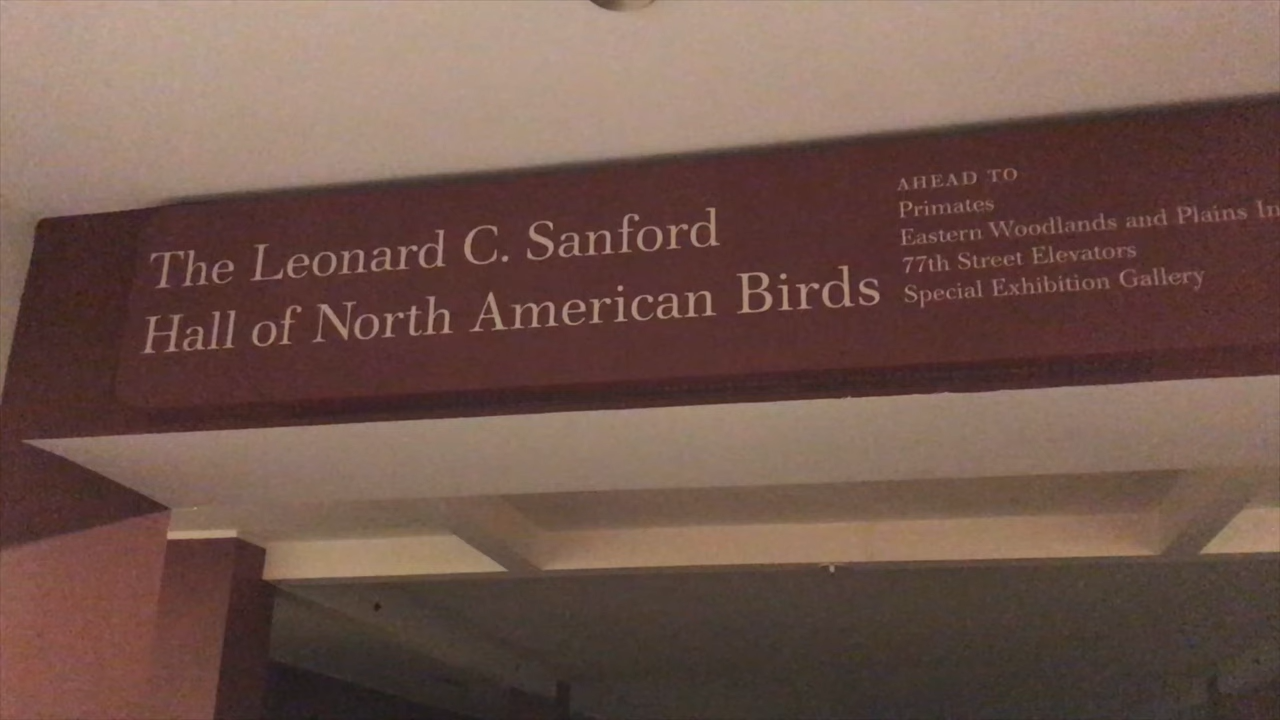 The Leonard C. Sanford
Hall of North American Birds
AHEAD TO
Primates
Eastern Woodlands and Plains In
77th Street Elevators
Special Exhibition Gallery